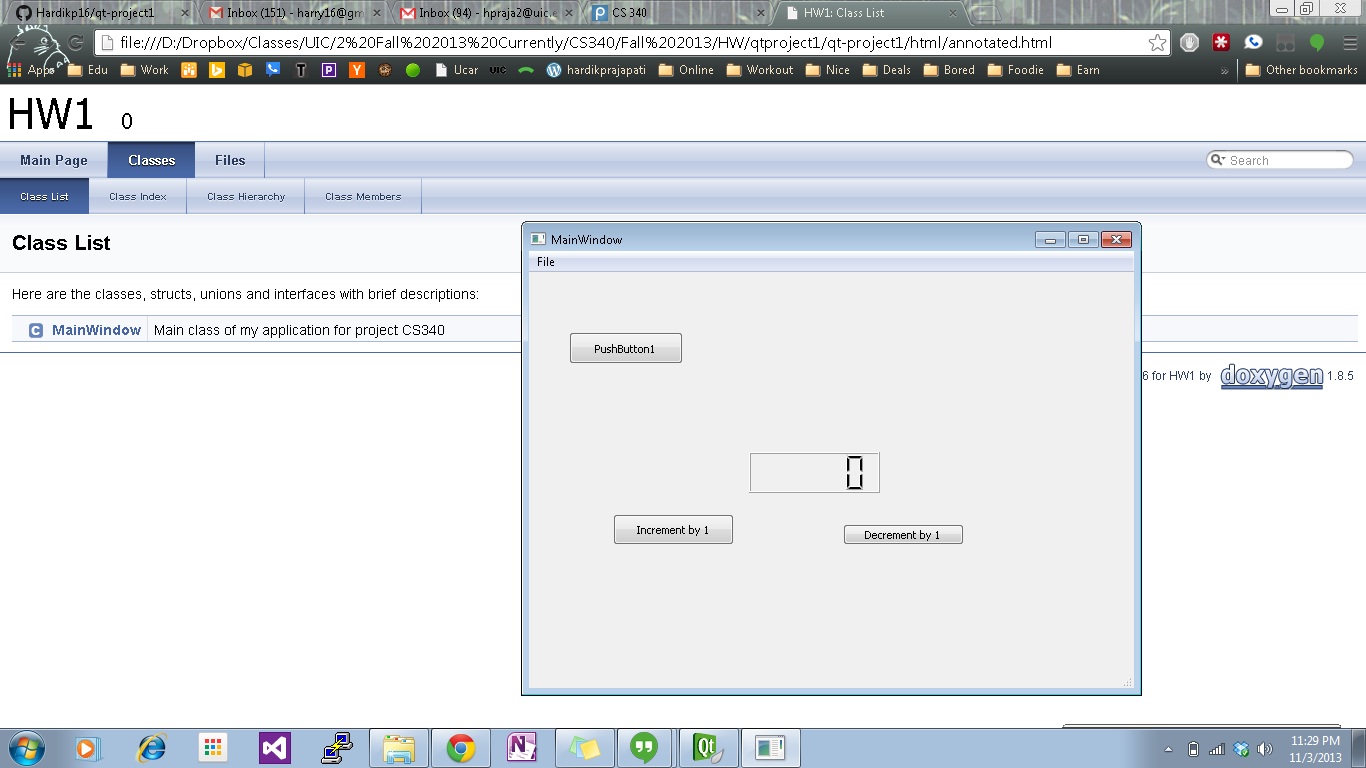 Hardikp16/qt-project1
Inbox (151) - harry16@gm
Inbox (94) - hpraja2@uic.e
CS 340
HW1: Class List
file:///D:/Dropbox/Classes/UIC/2%20Fall%202013%20Currently/CS340/Fall%202013/HW/qtproject1/qt-project1/html/annotated.html
Apps Edu Work Ucar UIC hardikprajapati Online Workout Nice Deals Bored Foodie Earn » Other bookmarks
HW1 0
Main Page Classes Files Search
Class List Class Index Class Hierarchy Class Members
Class List
Here are the classes, structs, unions and interfaces with brief descriptions:
C MainWindow Main class of my application for project CS340
6 for HW1 by doxygen 1.8.5
MainWindow
File
PushButton1
0
Increment by 1
Decrement by 1
11:29 PM
11/3/2013